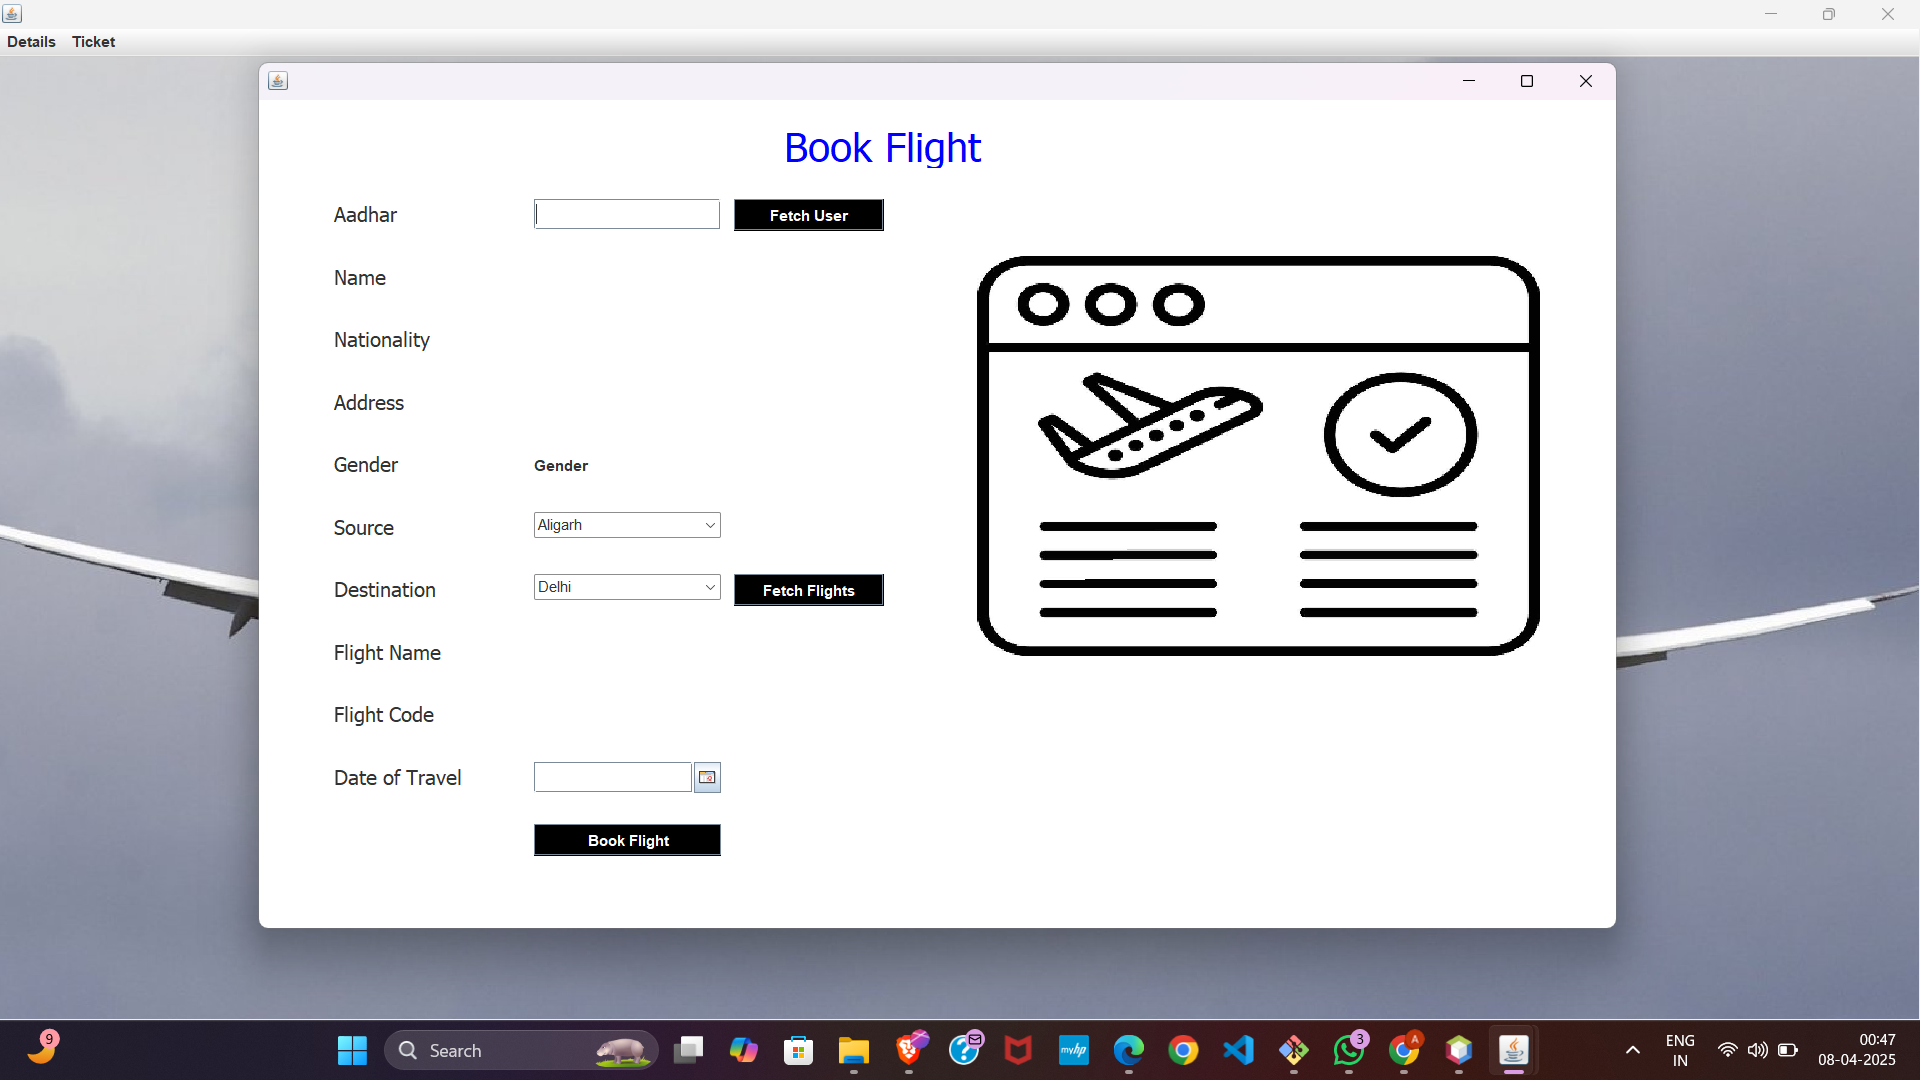 Details Ticket
Book Flight
Aadhar Fetch User
Name
Nationality
Address
Gender Gender
Source Aligarh
Destination Delhi Fetch Flights
Flight Name
Flight Code
Date of Travel
Book Flight
9
Search
myhp
3
A
ENG
IN
00:47
08-04-2025